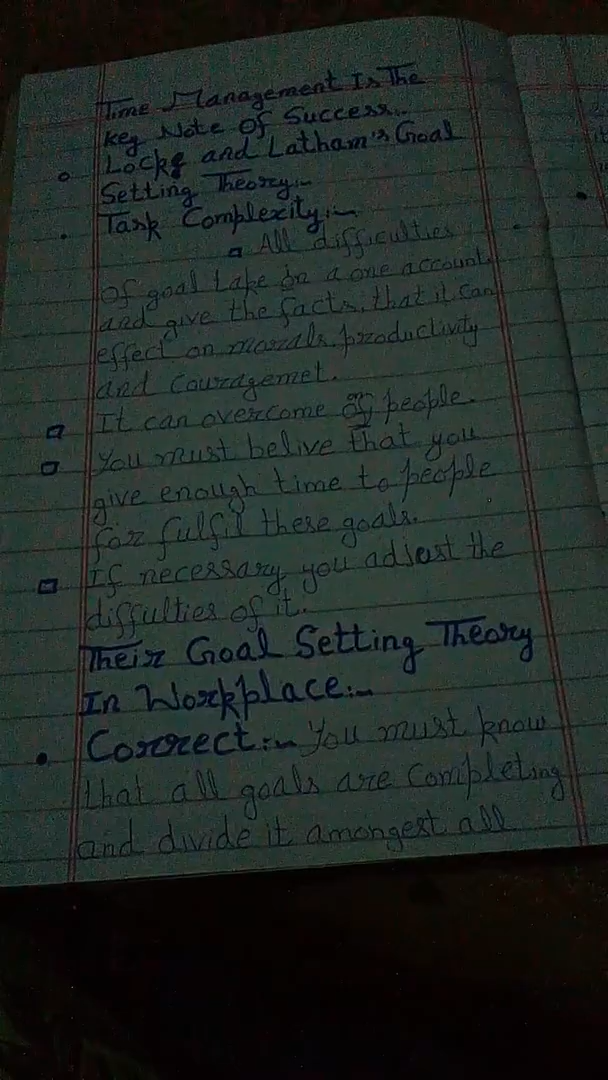 Time Management Is The
key Note Of Success:-
Locke and Latham's Goal
Setting Theory:-
Task Complexity:-
All difficulties
of goal take on a one account
and give the facts, that it can
effect on morals, productivity
and Couragemet.
It can overcome of people.
You must belive that you
give enough time to people
for fulfil these goals.
If necessary you adjest the
diffulties of it.
Their Goal Setting Theory
In Workplace:-
Correct:- You must know
that all goals are completing
and divide it amongest all